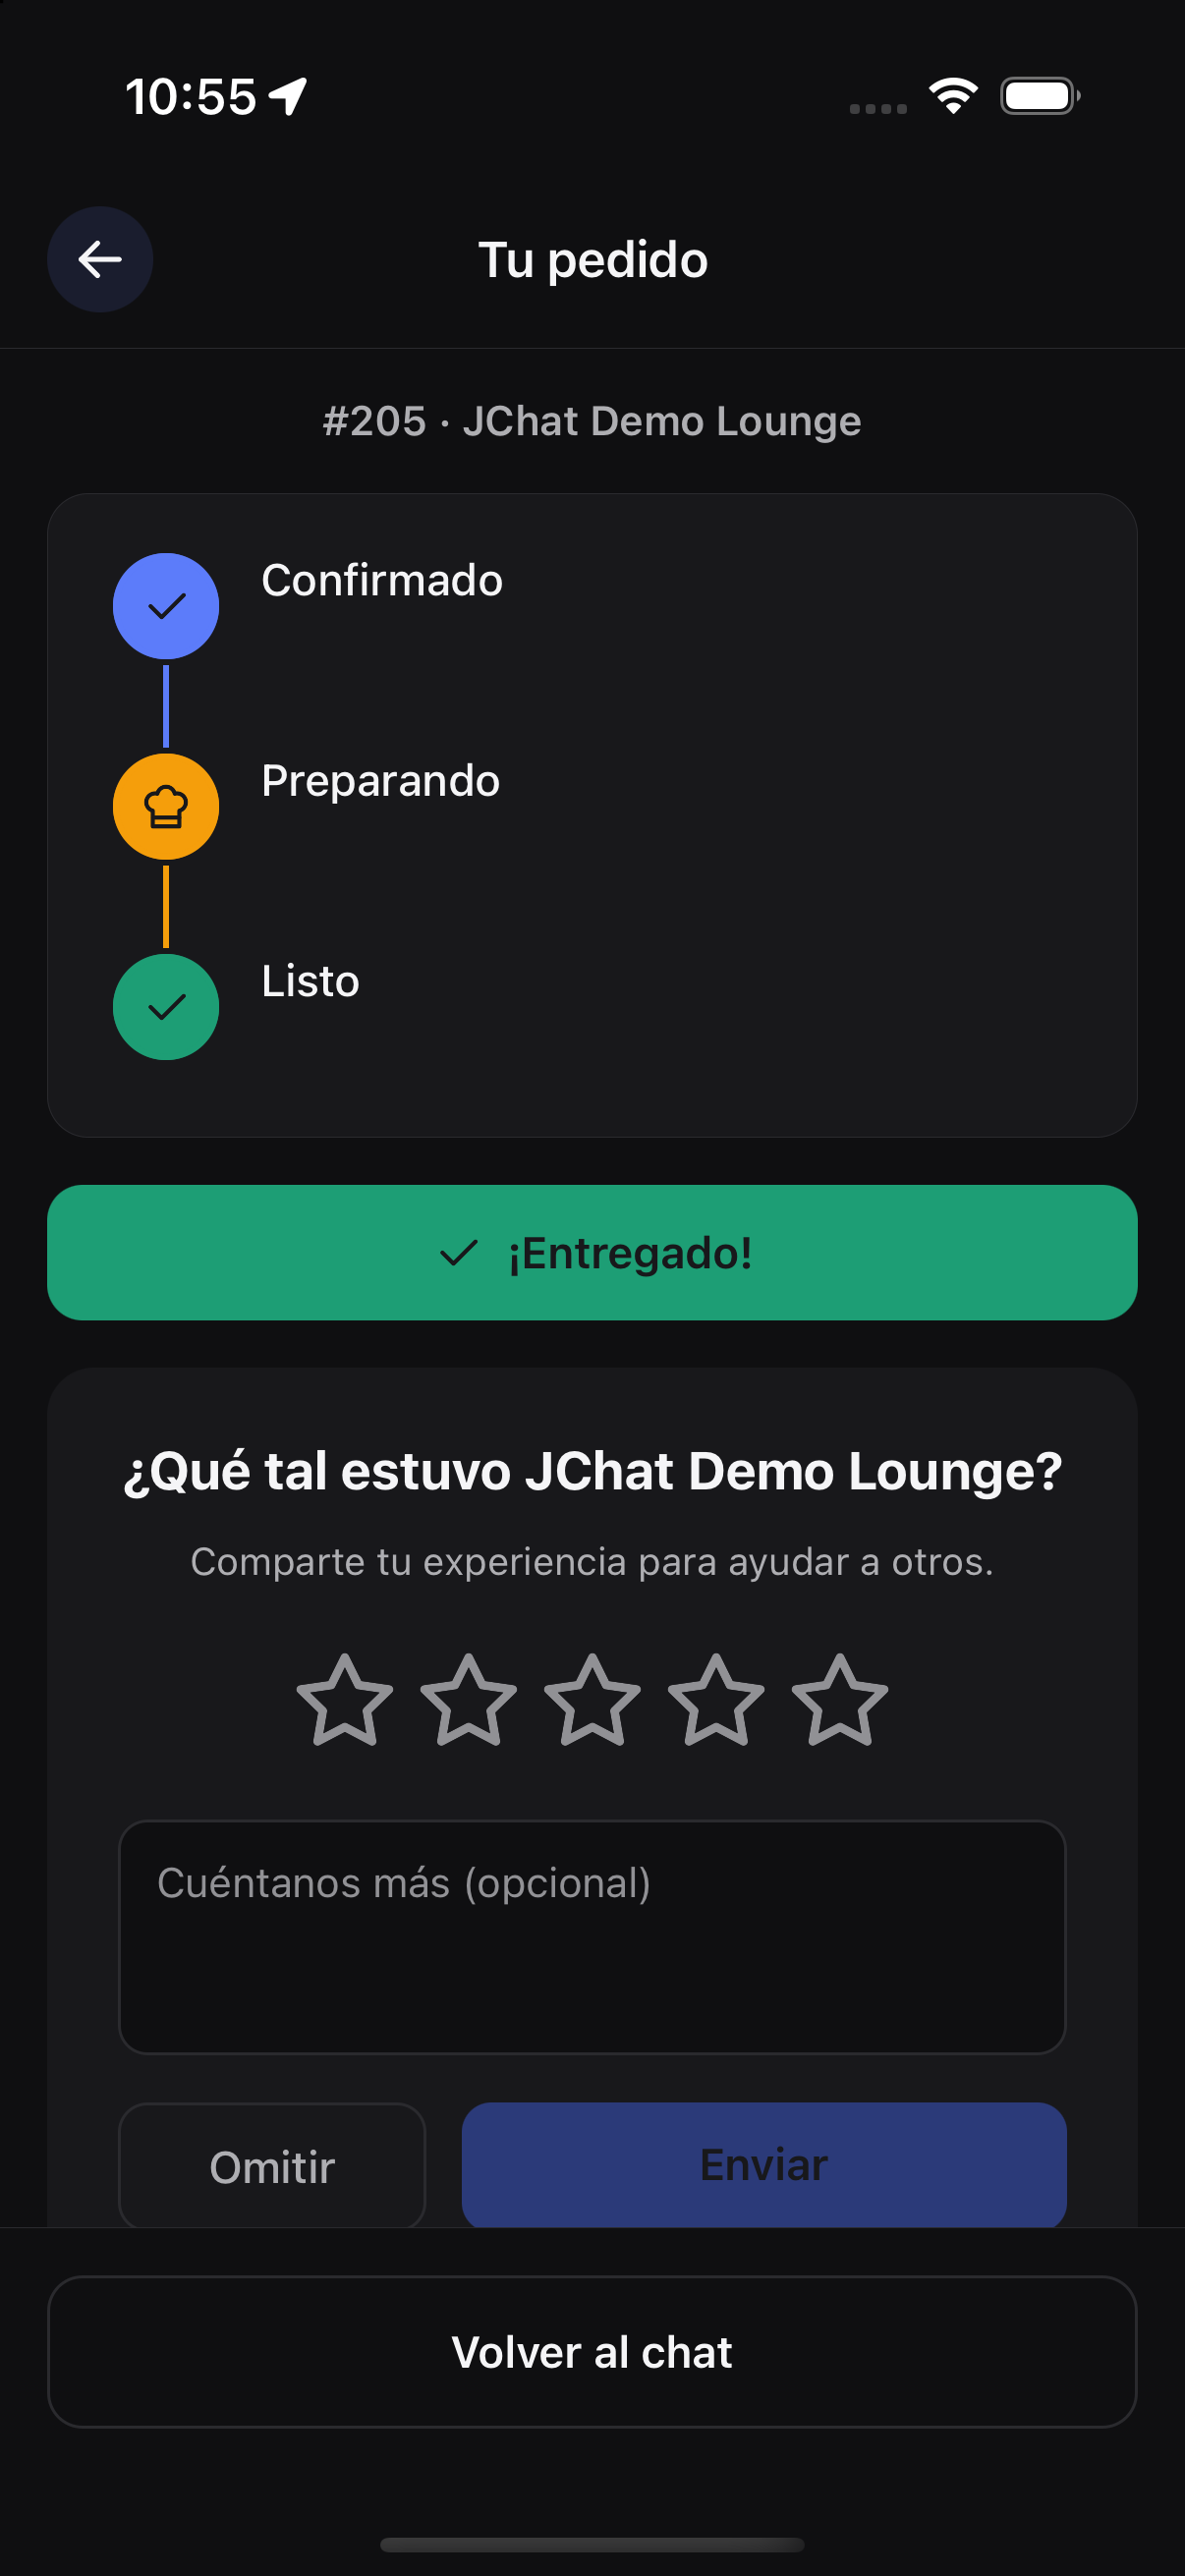 10:55
Tu pedido
#205 · JChat Demo Lounge
Confirmado
Preparando
Listo
¡Entregado!
¿Qué tal estuvo JChat Demo Lounge?
Comparte tu experiencia para ayudar a otros.
Cuéntanos más (opcional)
Omitir
Enviar
Volver al chat